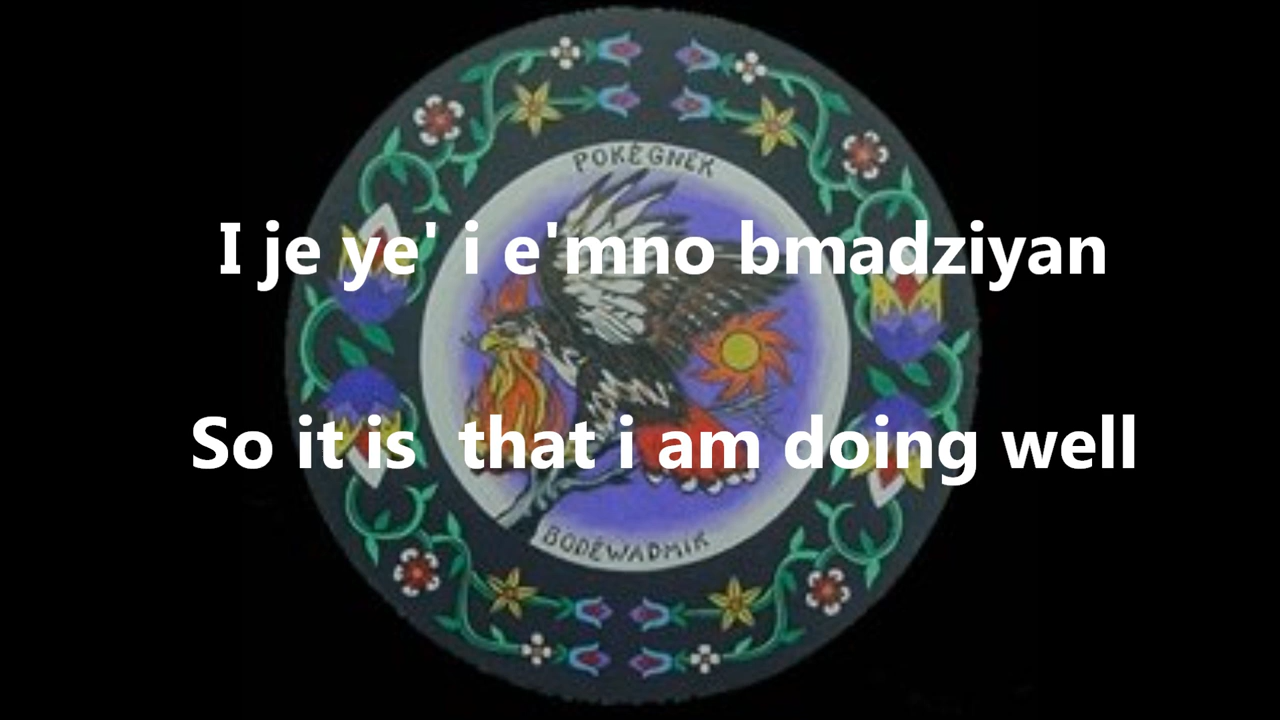 POKÉGNEK
I je ye' i e'mno bmadziyan
So it is  that i am doing well
BODÉWADMIK